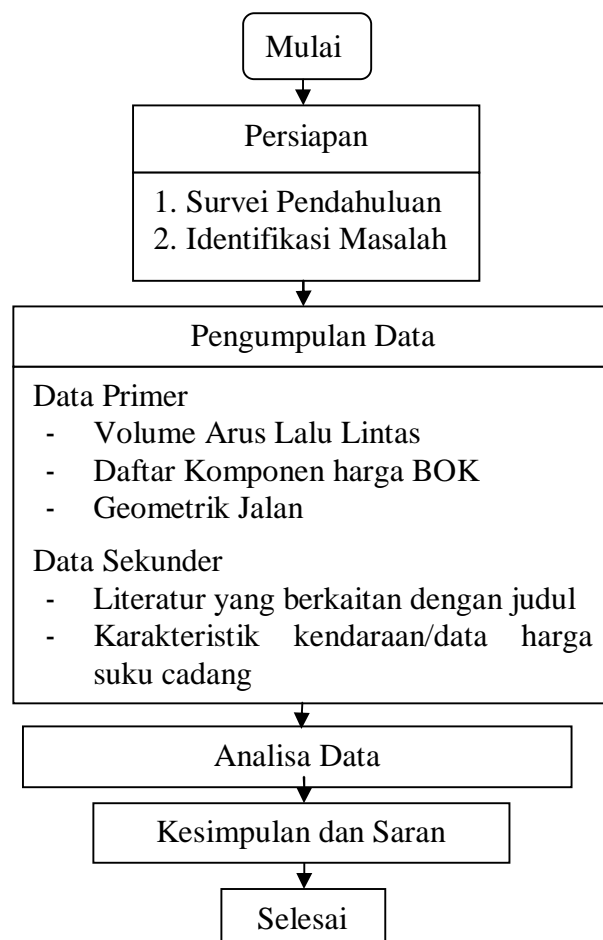 Mulai
Persiapan
1. Survei Pendahuluan
2. Identifikasi Masalah
Pengumpulan Data
Data Primer
- Volume Arus Lalu Lintas
- Daftar Komponen harga BOK
- Geometrik Jalan
Data Sekunder
- Literatur yang berkaitan dengan judul
- Karakteristik kendaraan/data harga
suku cadang
Analisa Data
Kesimpulan dan Saran
Selesai